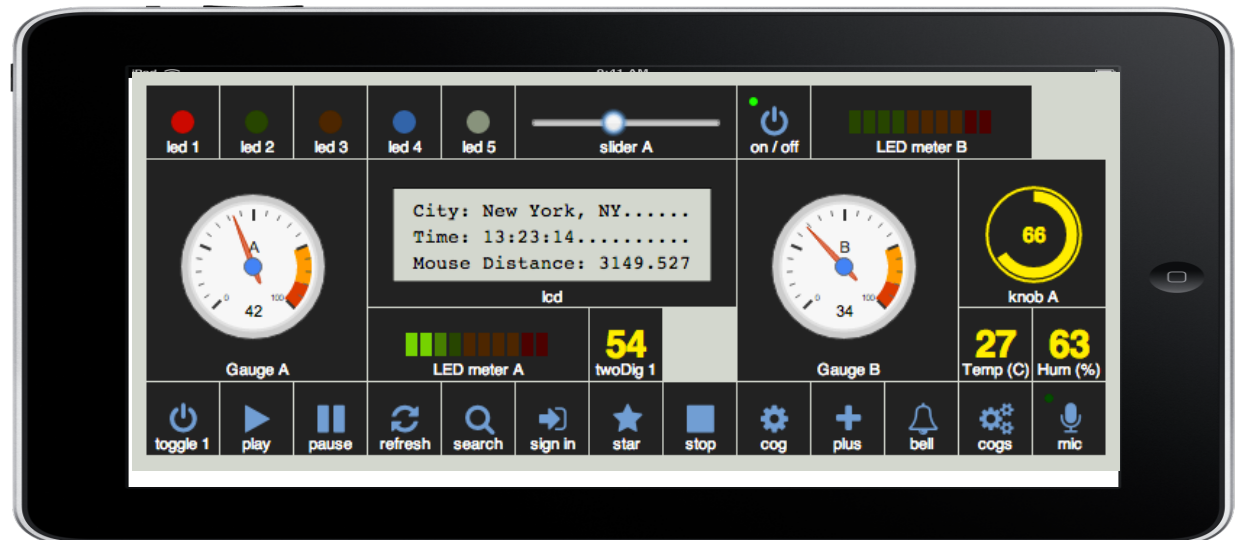 led 1 led 2 led 3 led 4 led 5 slider A on / off LED meter B
City: New York, NY......
Time: 13:23:14..........
Mouse Distance: 3149.527
lcd
A
0 100
42
Gauge A
B
0 100
34
Gauge B
66
knob A
LED meter A
54
twoDig 1
27
Temp (C)
63
Hum (%)
toggle 1 play pause refresh search sign in star stop cog plus bell cogs mic